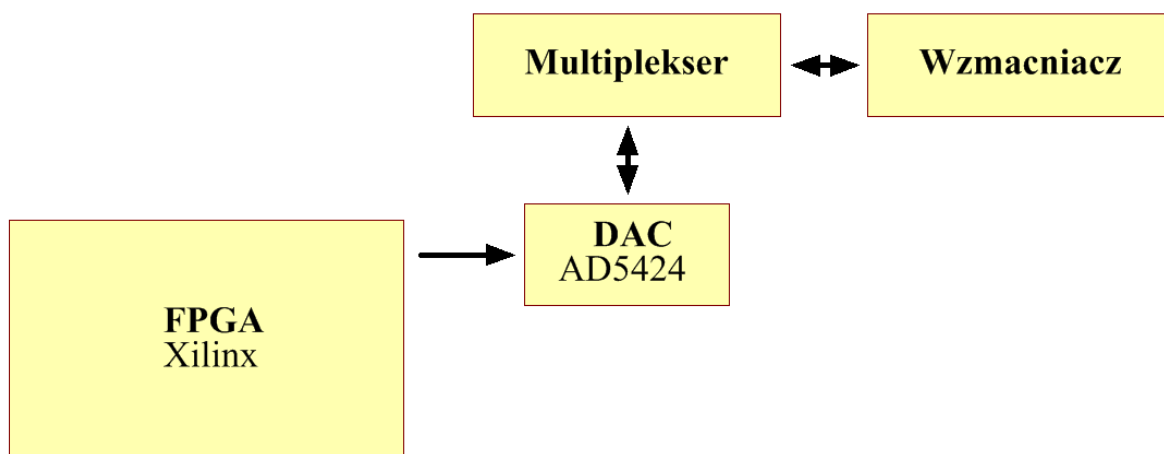 Multiplekser
Wzmacniacz
DAC
AD5424
FPGA
Xilinx